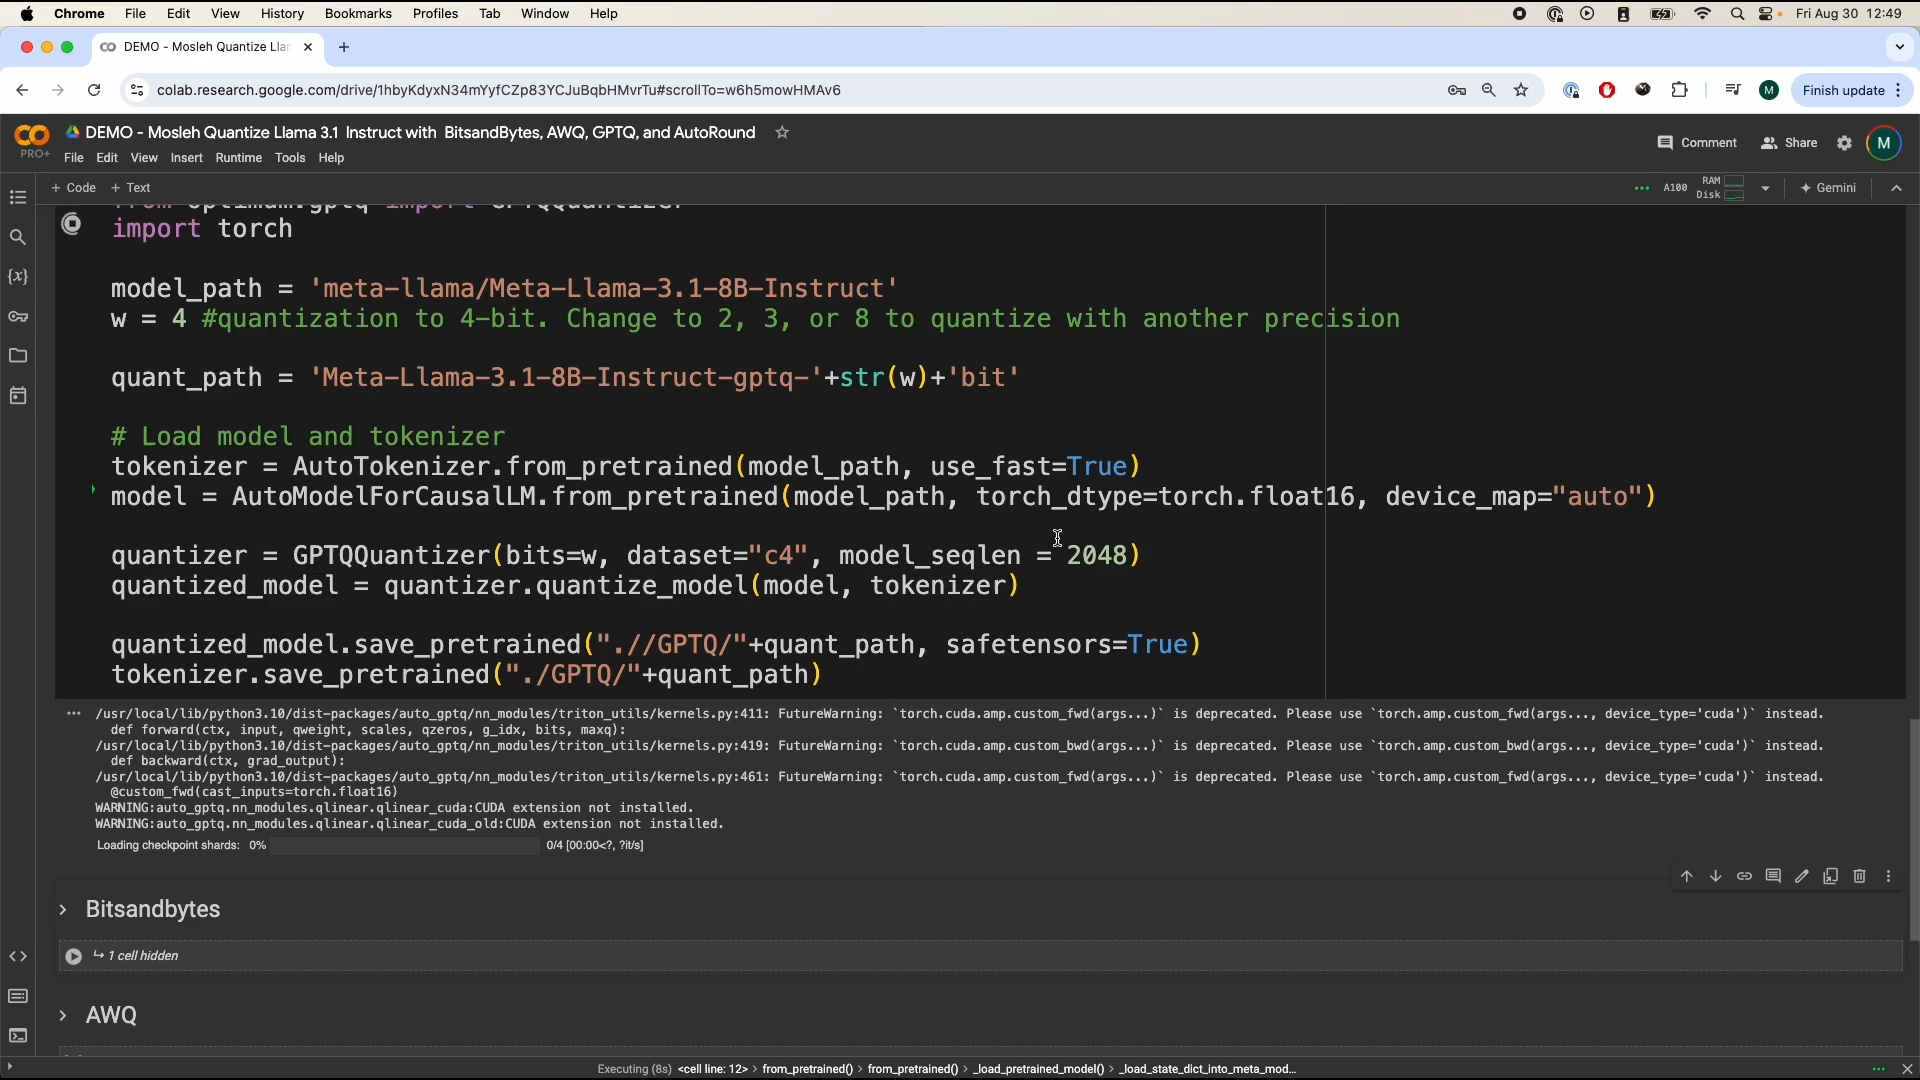 Chrome File Edit View History Bookmarks Profiles Tab Window Help Fri Aug 30 12:49
DEMO - Mosleh Quantize Llar
colab.research.google.com/drive/1hbyKdyxN34mYyfCZp83YCJuBqbHMvrTu#scrollTo=w6h5mowHMAv6 M Finish update
DEMO - Mosleh Quantize Llama 3.1 Instruct with BitsandBytes, AWQ, GPTQ, and AutoRound
PRO+ File Edit View Insert Runtime Tools Help Comment Share M
+ Code + Text A100 RAM Disk Gemini
from optimum.gptq import GPTQQuantizer
import torch
model_path = 'meta-llama/Meta-Llama-3.1-8B-Instruct'
w = 4 #quantization to 4-bit. Change to 2, 3, or 8 to quantize with another precision
quant_path = 'Meta-Llama-3.1-8B-Instruct-gptq-'+str(w)+'bit'
# Load model and tokenizer
tokenizer = AutoTokenizer.from_pretrained(model_path, use_fast=True)
model = AutoModelForCausalLM.from_pretrained(model_path, torch_dtype=torch.float16, device_map="auto")
quantizer = GPTQQuantizer(bits=w, dataset="c4", model_seqlen = 2048)
quantized_model = quantizer.quantize_model(model, tokenizer)
quantized_model.save_pretrained(".//GPTQ/"+quant_path, safetensors=True)
tokenizer.save_pretrained("./GPTQ/"+quant_path)
/usr/local/lib/python3.10/dist-packages/auto_gptq/nn_modules/triton_utils/kernels.py:411: FutureWarning: `torch.cuda.amp.custom_fwd(args...)` is deprecated. Please use `torch.amp.custom_fwd(args..., device_type='cuda')` instead.
def forward(ctx, input, qweight, scales, qzeros, g_idx, bits, maxq):
/usr/local/lib/python3.10/dist-packages/auto_gptq/nn_modules/triton_utils/kernels.py:419: FutureWarning: `torch.cuda.amp.custom_bwd(args...)` is deprecated. Please use `torch.amp.custom_bwd(args..., device_type='cuda')` instead.
def backward(ctx, grad_output):
/usr/local/lib/python3.10/dist-packages/auto_gptq/nn_modules/triton_utils/kernels.py:461: FutureWarning: `torch.cuda.amp.custom_fwd(args...)` is deprecated. Please use `torch.amp.custom_fwd(args..., device_type='cuda')` instead.
@custom_fwd(cast_inputs=torch.float16)
WARNING:auto_gptq.nn_modules.qlinear.qlinear_cuda:CUDA extension not installed.
WARNING:auto_gptq.nn_modules.qlinear.qlinear_cuda_old:CUDA extension not installed.
Loading checkpoint shards: 0% 0/4 [00:00<?, ?it/s]
Bitsandbytes
↳ 1 cell hidden
AWQ
Executing (8s) <cell line: 12> > from_pretrained() > from_pretrained() > _load_pretrained_model() > _load_state_dict_into_meta_mod...